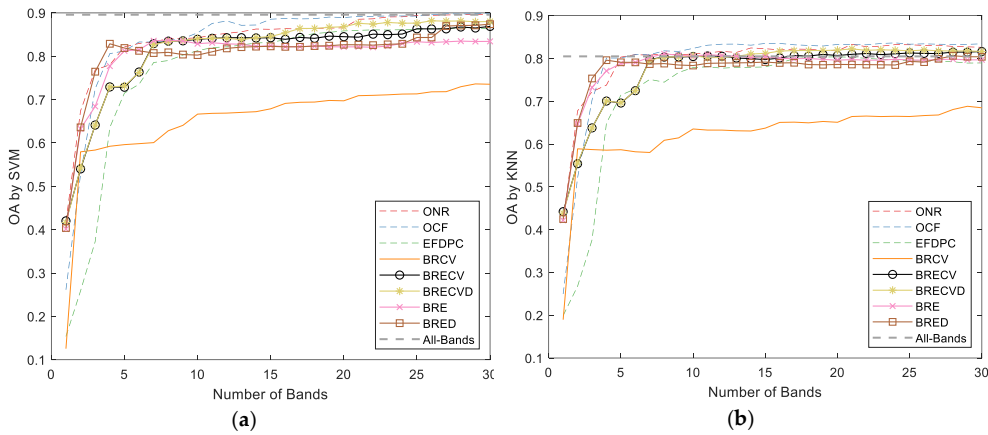 0.9
0.8
0.7
0.6
0.5
0.4
0.3
0.2
0.1
OA by SVM
0 5 10 15 20 25 30
Number of Bands
ONR
OCF
EFDPC
BRCV
BRECV
BRECVD
BRE
BRED
All-Bands
(a)
0.9
0.8
0.7
0.6
0.5
0.4
0.3
0.2
0.1
OA by KNN
0 5 10 15 20 25 30
Number of Bands
ONR
OCF
EFDPC
BRCV
BRECV
BRECVD
BRE
BRED
All-Bands
(b)